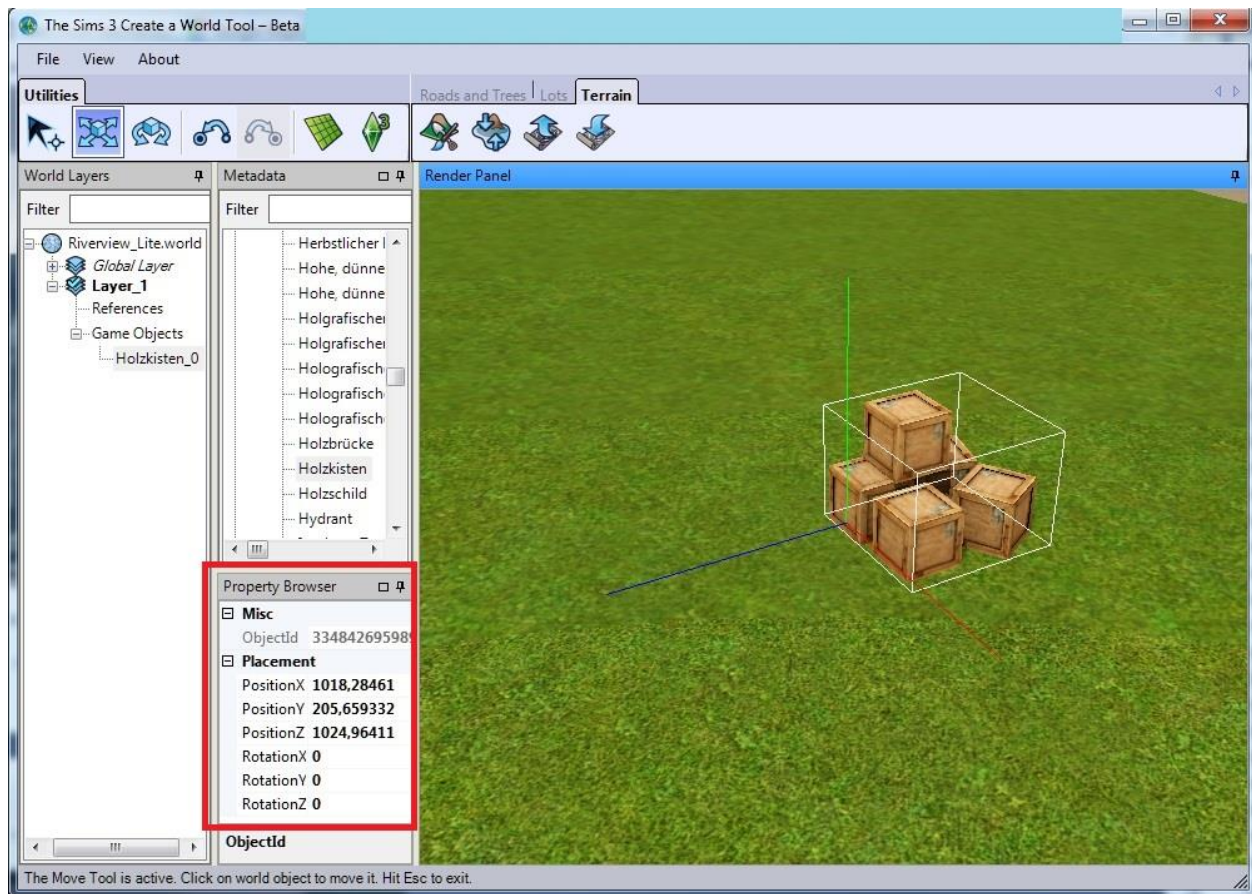 The Sims 3 Create a World Tool – Beta
File View About
Utilities
Roads and Trees Lots Terrain
World Layers
Filter
Riverview_Lite.world
Global Layer
Layer_1
References
Game Objects
Holzkisten_0
Metadata
Filter
Herbstlicher
Hohe, dünne
Hohe, dünne
Holgrafischer
Holgrafischer
Holografisch
Holografisch
Holografisch
Holzbrücke
Holzkisten
Holzschild
Hydrant
Property Browser
Misc
ObjectId 334842695989
Placement
PositionX 1018,28461
PositionY 205,659332
PositionZ 1024,96411
RotationX 0
RotationY 0
RotationZ 0
ObjectId
Render Panel
The Move Tool is active. Click on world object to move it. Hit Esc to exit.